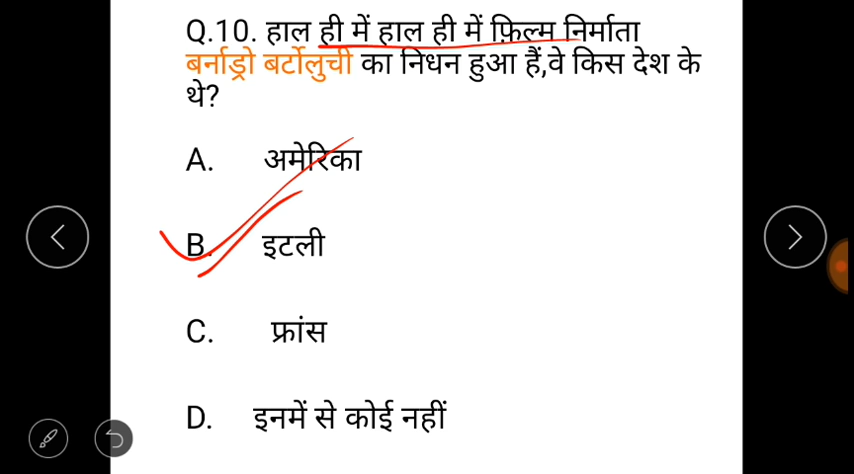 Q.10. हाल ही में हाल ही में फ़िल्म निर्माता
बर्नाड्रो बर्टोलुची का निधन हुआ हैं,वे किस देश के
थे?
A. अमेरिका
B. इटली
C. फ्रांस
D. इनमें से कोई नहीं